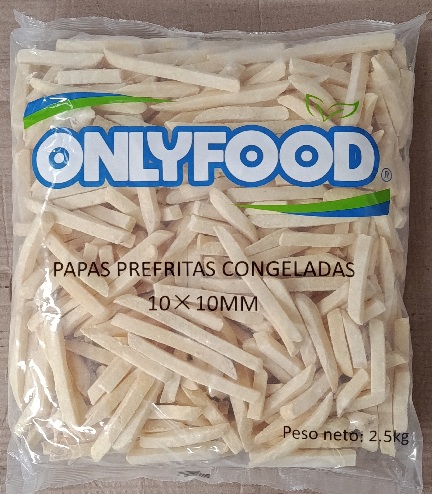 ONLYFOOD®
PAPAS PREFRITAS CONGELADAS
10×10MM
Peso neto: 2.5kg